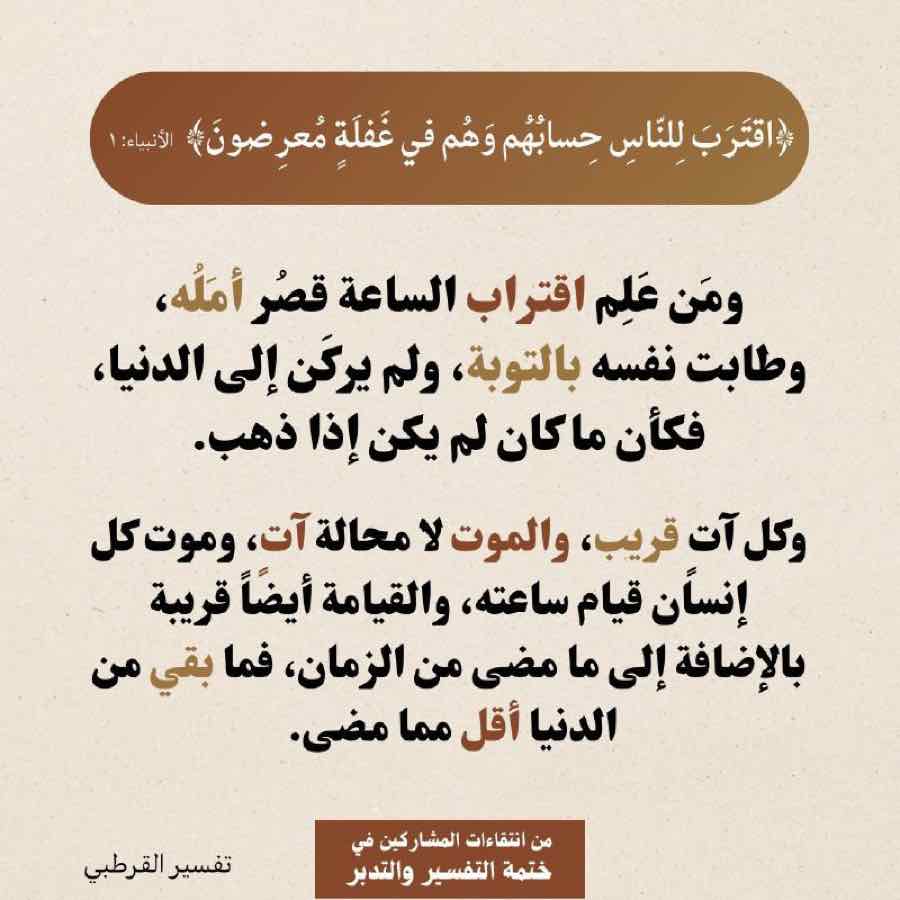 ﴿اقتَرَبَ لِلنّاسِ حِسابُهُم وَهُم في غَفلَةٍ مُعرِضونَ﴾ الأنبياء: ١
ومَن عَلِم اقتراب الساعة قصُر أمَلُه،
وطابت نفسه بالتوبة، ولم يركَن إلى الدنيا،
فكأن ما كان لم يكن إذا ذهب.
وكل آت قريب، والموت لا محالة آت، وموت كل
إنسان قيام ساعته، والقيامة أيضاً قريبة
بالإضافة إلى ما مضى من الزمان، فما بقي من
الدنيا أقل مما مضى.
من انتقاءات المشاركين في
ختمة التفسير والتدبر
تفسير القرطبي